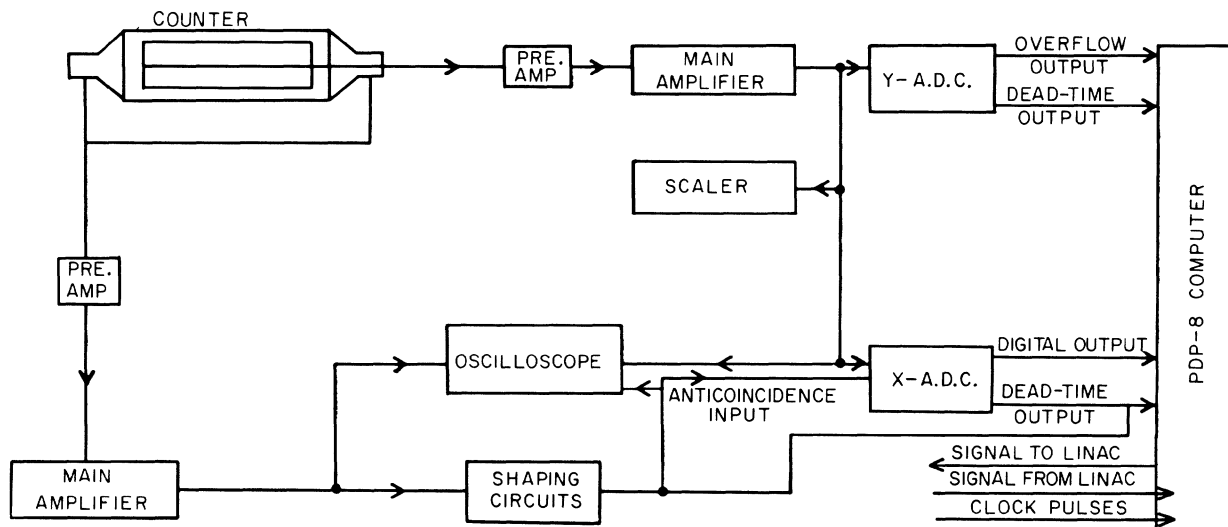 COUNTER
PRE.
AMP
MAIN
AMPLIFIER
Y-A.D.C.
OVERFLOW
OUTPUT
DEAD-TIME
OUTPUT
SCALER
PDP-8 COMPUTER
PRE.
AMP
OSCILLOSCOPE
X-A.D.C.
DIGITAL OUTPUT
DEAD-TIME
OUTPUT
ANTICOINCIDENCE
INPUT
MAIN
AMPLIFIER
SHAPING
CIRCUITS
SIGNAL TO LINAC
SIGNAL FROM LINAC
CLOCK PULSES